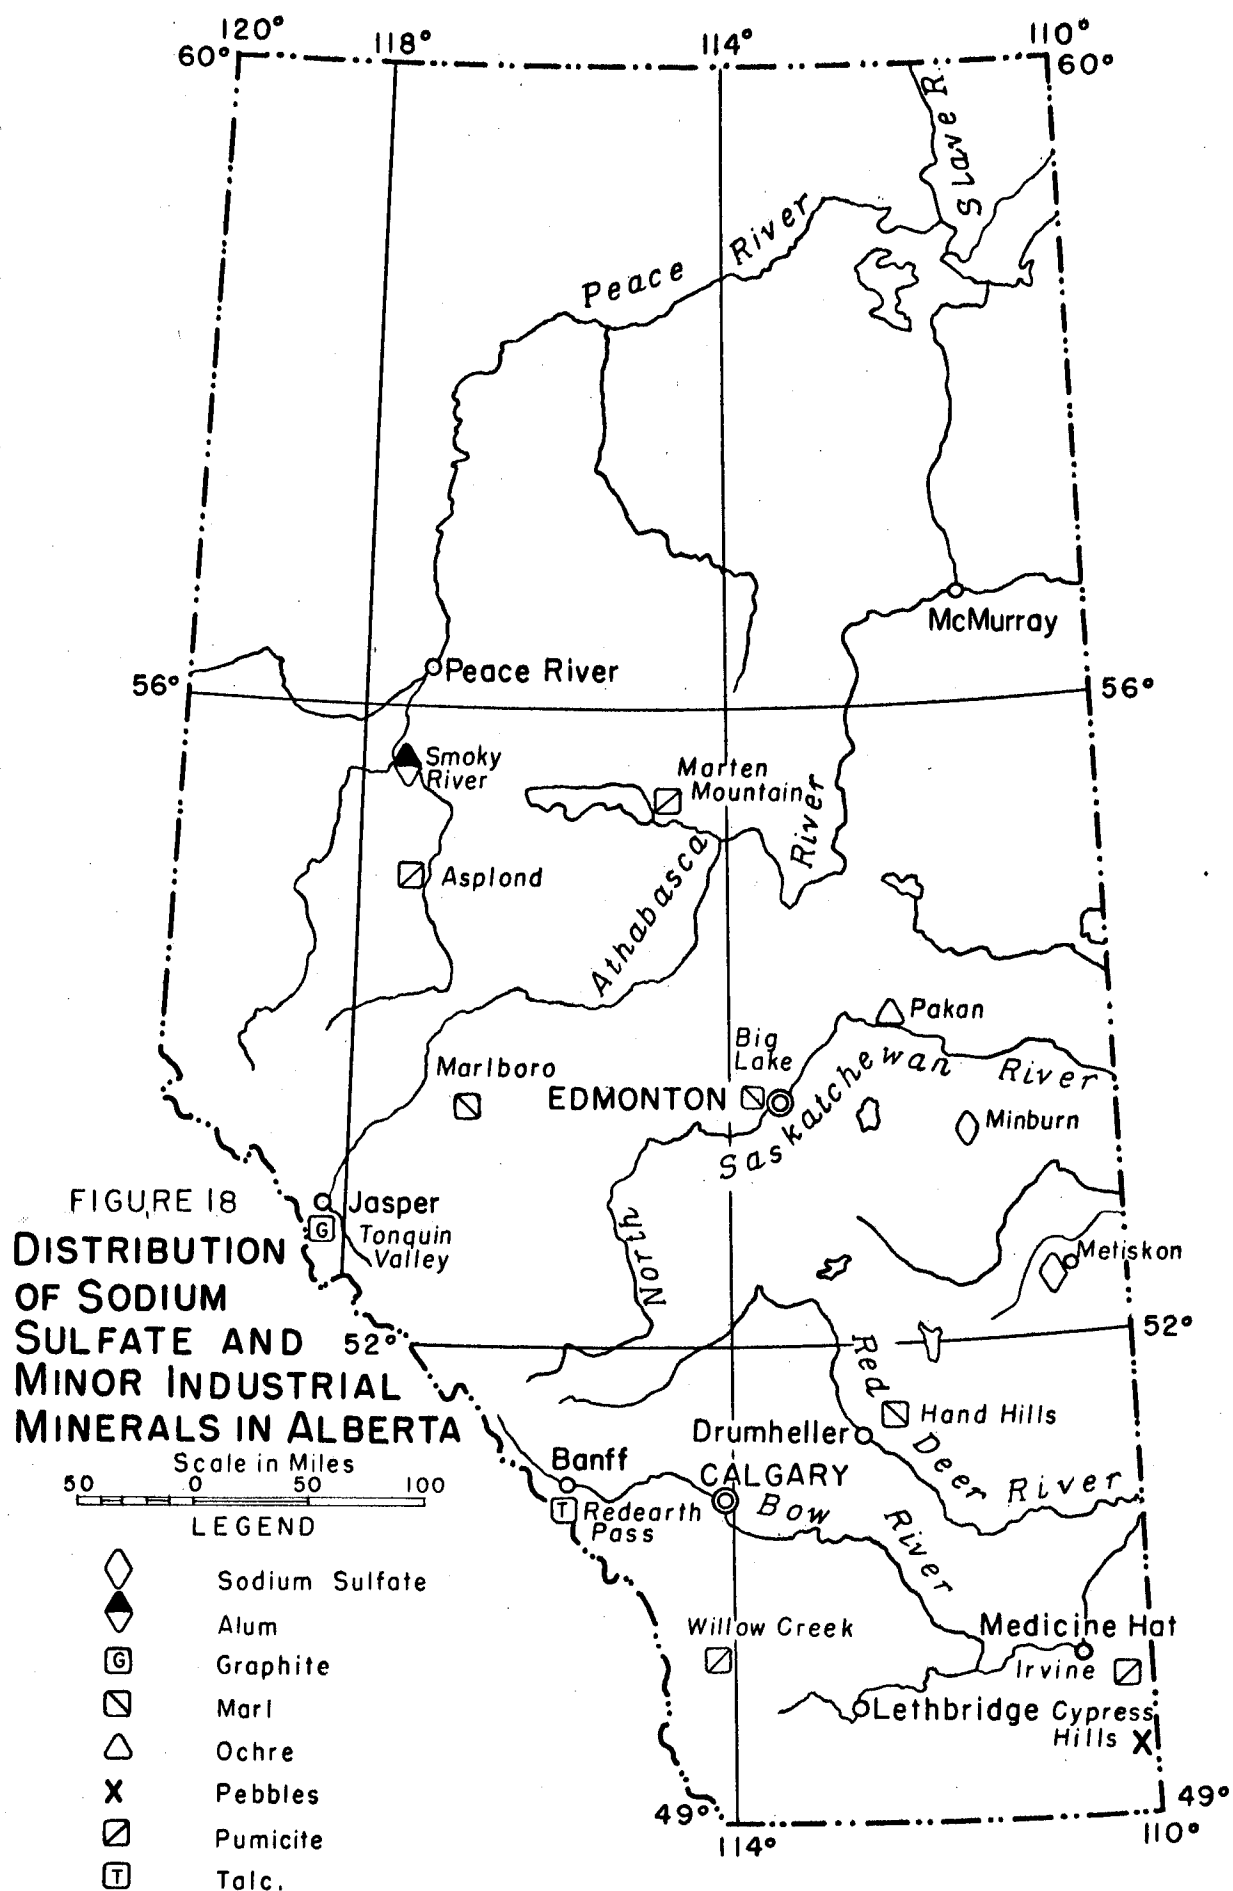 120°
118°
114°
110°
60°
60°
Slave R.
Peace River
McMurray
Peace River
56°
56°
Smoky
River
Marten
Mountain
Athabasca River
Asplond
Pakan
Big
Lake
Marlboro
EDMONTON
North Saskatchewan River
Minburn
FIGURE 18
DISTRIBUTION
OF SODIUM
SULFATE AND
MINOR INDUSTRIAL
MINERALS IN ALBERTA
Jasper
G
Tonquin
Valley
Metiskon
52°
52°
Red Deer River
Hand Hills
Drumheller
Banff
CALGARY
T
Redearth
Pass
Bow River
Scale in Miles
50 0 50 100
LEGEND
Sodium Sulfate
Alum
G Graphite
Marl
Ochre
X Pebbles
Pumicite
T Talc.
Willow Creek
Medicine Hat
Irvine
Lethbridge
Cypress
Hills X
49°
49°
114°
110°